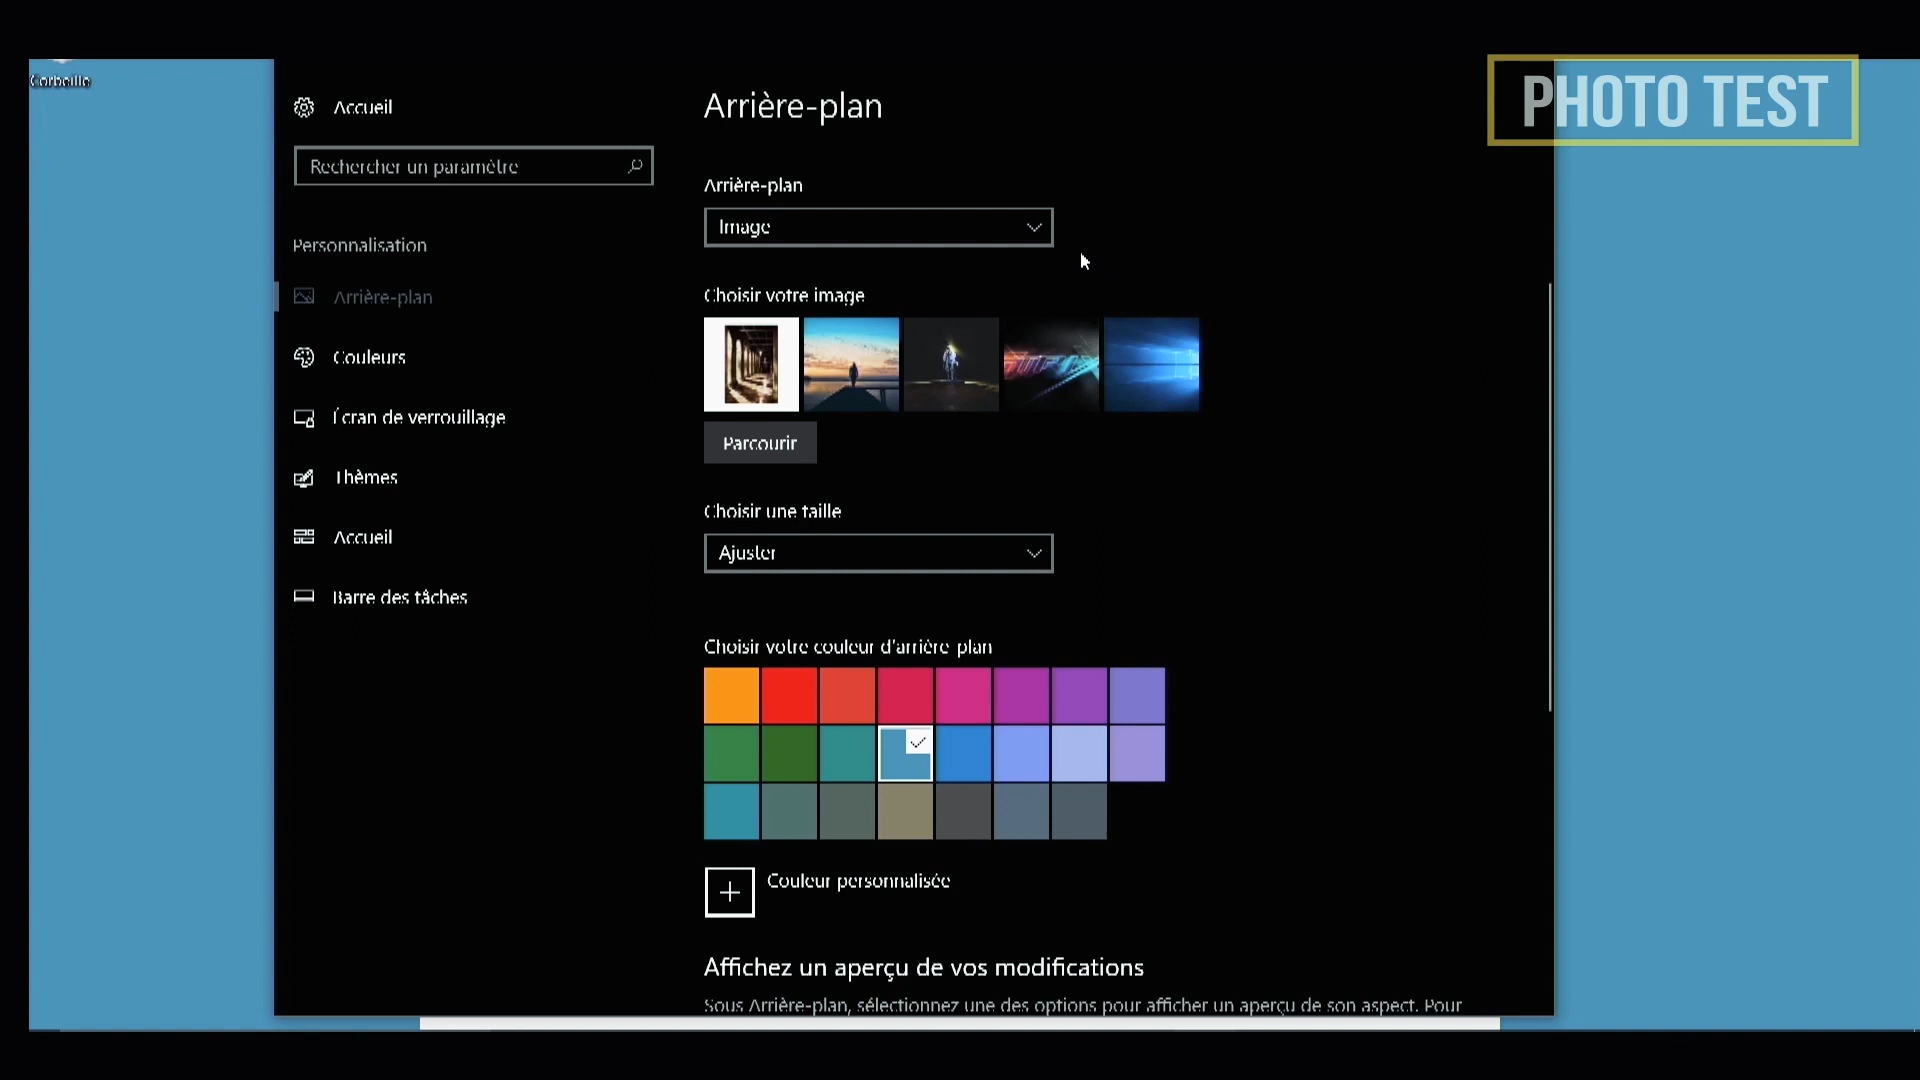 Corbeille
PHOTO TEST
Accueil
Rechercher un paramètre
Personnalisation
Arrière-plan
Couleurs
Écran de verrouillage
Thèmes
Accueil
Barre des tâches
Arrière-plan
Arrière-plan
Image
Choisir votre image
Parcourir
Choisir une taille
Ajuster
Choisir votre couleur d'arrière-plan
Couleur personnalisée
Affichez un aperçu de vos modifications
Sous Arrière-plan, sélectionnez une des options pour afficher un aperçu de son aspect. Pour